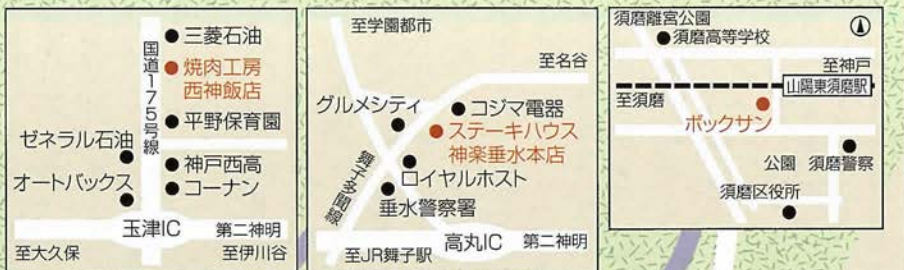 三菱石油
焼肉工房
西神飯店
国道175号線
平野保育園
ゼネラル石油
神戸西高
オートバックス
コーナン
玉津IC
第二神明
至大久保
至伊川谷
至学園都市
至名谷
グルメシティ
コジマ電器
ステーキハウス
神楽垂水本店
舞子多聞線
ロイヤルホスト
垂水警察署
高丸IC
第二神明
至JR舞子駅
須磨離宮公園
須磨高等学校
至神戸
山陽東須磨駅
至須磨
ボックサン
公園
須磨警察
須磨区役所